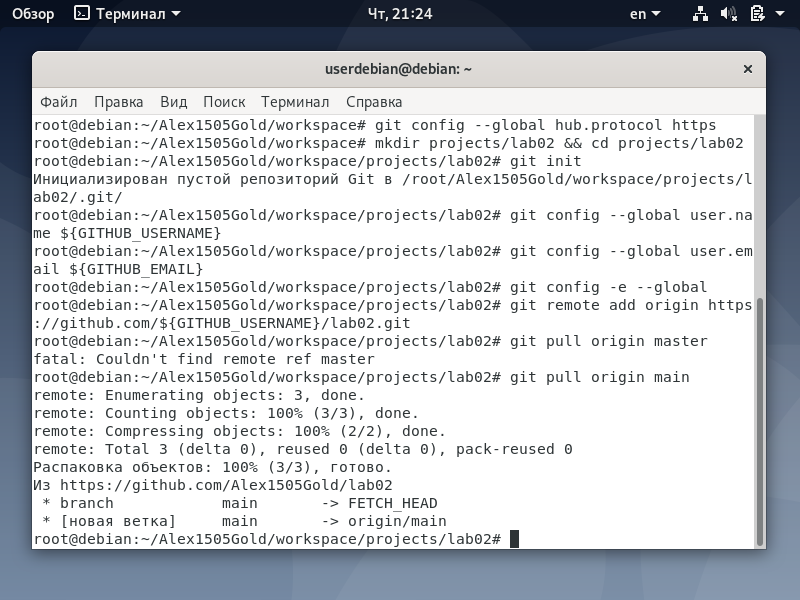 Обзор Терминал Чт, 21:24 en
userdebian@debian: ~ ×
Файл Правка Вид Поиск Терминал Справка
root@debian:~/Alex1505Gold/workspace# git config --global hub.protocol https
root@debian:~/Alex1505Gold/workspace# mkdir projects/lab02 && cd projects/lab02
root@debian:~/Alex1505Gold/workspace/projects/lab02# git init
Инициализирован пустой репозиторий Git в /root/Alex1505Gold/workspace/projects/l
ab02/.git/
root@debian:~/Alex1505Gold/workspace/projects/lab02# git config --global user.na
me ${GITHUB_USERNAME}
root@debian:~/Alex1505Gold/workspace/projects/lab02# git config --global user.em
ail ${GITHUB_EMAIL}
root@debian:~/Alex1505Gold/workspace/projects/lab02# git config -e --global
root@debian:~/Alex1505Gold/workspace/projects/lab02# git remote add origin https
://github.com/${GITHUB_USERNAME}/lab02.git
root@debian:~/Alex1505Gold/workspace/projects/lab02# git pull origin master
fatal: Couldn't find remote ref master
root@debian:~/Alex1505Gold/workspace/projects/lab02# git pull origin main
remote: Enumerating objects: 3, done.
remote: Counting objects: 100% (3/3), done.
remote: Compressing objects: 100% (2/2), done.
remote: Total 3 (delta 0), reused 0 (delta 0), pack-reused 0
Распаковка объектов: 100% (3/3), готово.
Из https://github.com/Alex1505Gold/lab02
 * branch            main       -> FETCH_HEAD
 * [новая ветка]     main       -> origin/main
root@debian:~/Alex1505Gold/workspace/projects/lab02#